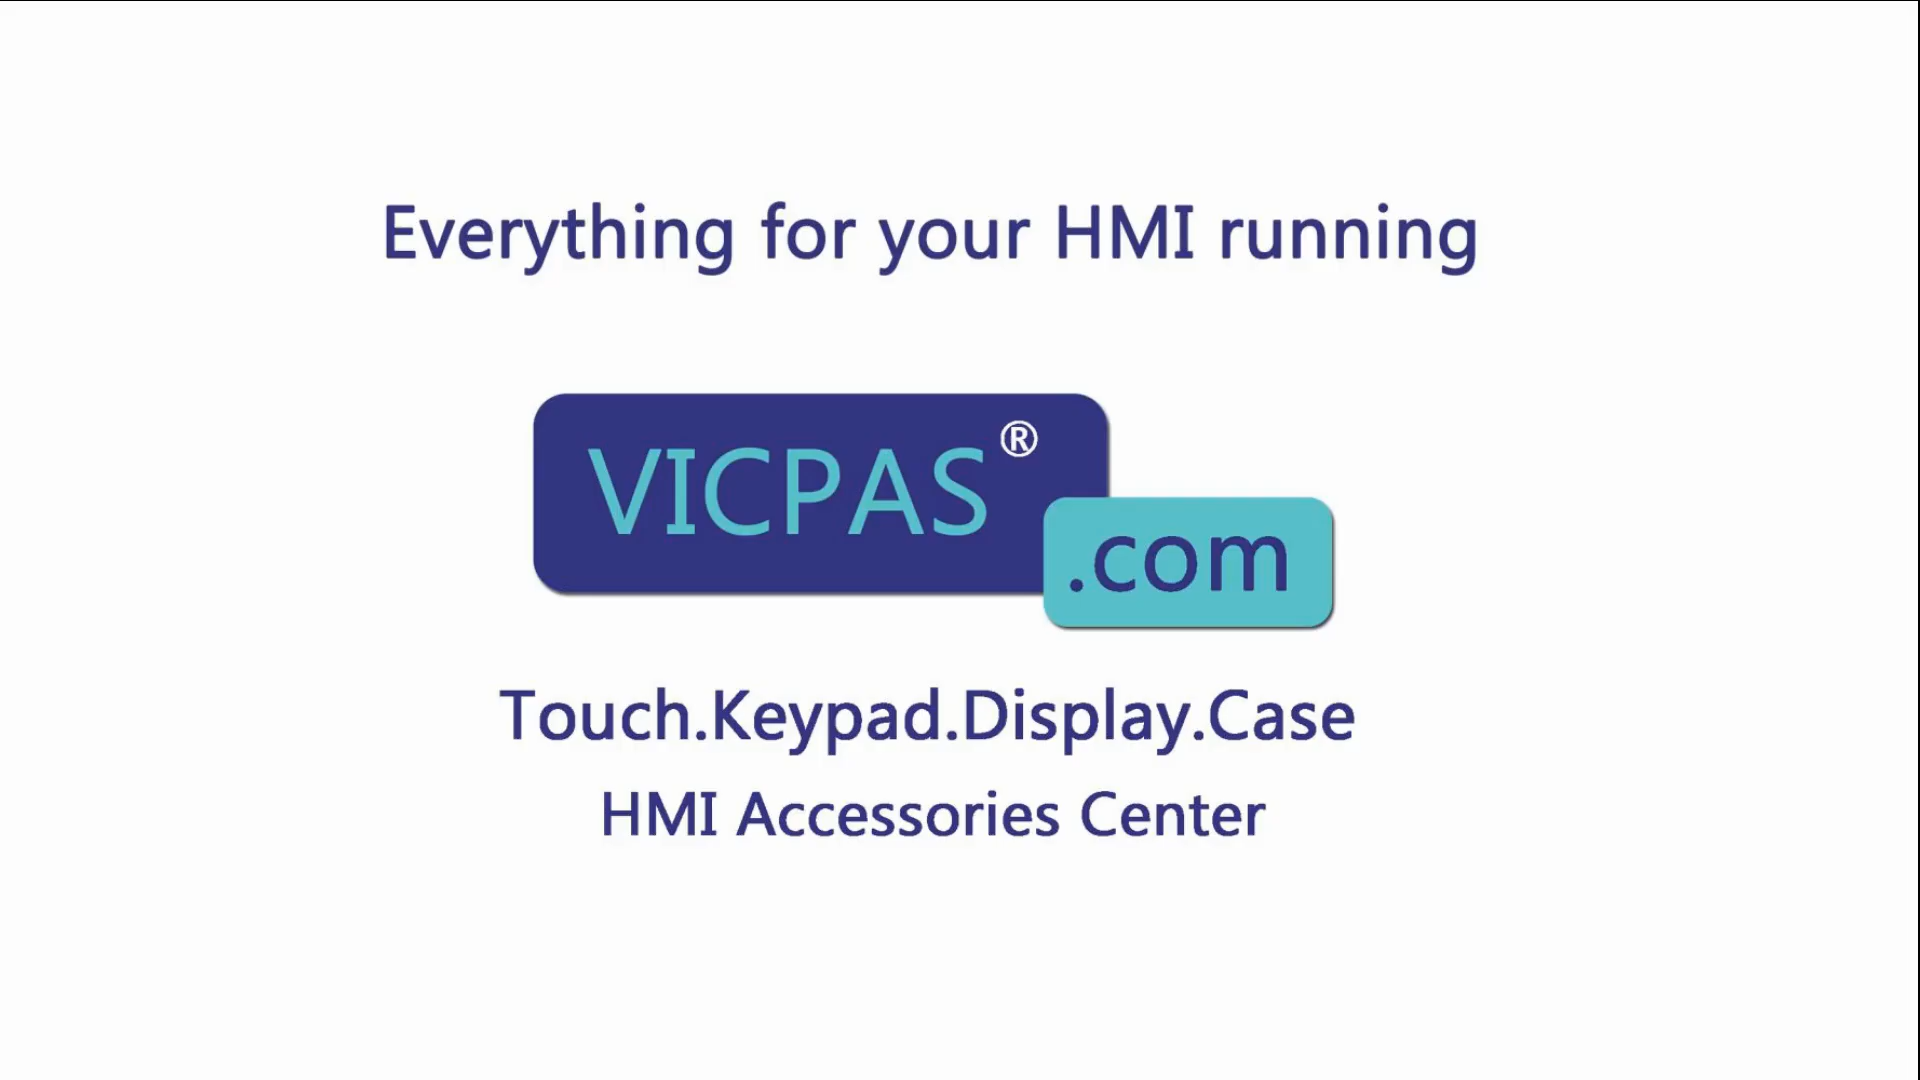 Everything for your HMI running
VICPAS®
.com
Touch.Keypad.Display.Case
HMI Accessories Center